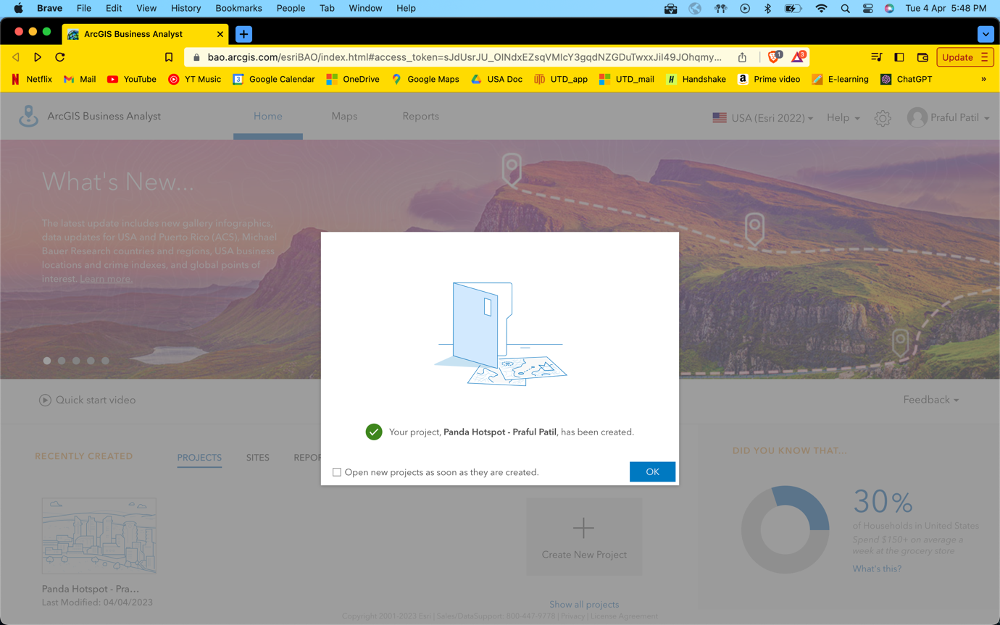 Brave File Edit View History Bookmarks People Tab Window Help Tue 4 Apr 5:48 PM
ArcGIS Business Analyst
bao.arcgis.com/esriBAO/index.html#access_token=sJdUsrJU_OlNdxEZsqVMlcY3gqdNZGDuTwxxJil49JOhqmy... 1 3 Update
Netflix Mail YouTube YT Music 3 Google Calendar OneDrive Google Maps USA Doc UTD_app UTD_mail Handshake Prime video E-learning ChatGPT »
ArcGIS Business Analyst Home Maps Reports USA (Esri 2022) Help Praful Patil
What's New...
The latest update includes new gallery infographics,
data updates for USA and Puerto Rico (ACS), Michael
Bauer Research countries and regions, USA business
locations and crime indexes, and global points of
interest. Learn more.
Quick start video Feedback
Your project, Panda Hotspot - Praful Patil, has been created.
Open new projects as soon as they are created. OK
RECENTLY CREATED PROJECTS SITES REPOR
Create New Project
Panda Hotspot - Pra...
Last Modified: 04/04/2023
Show all projects
DID YOU KNOW THAT...
30%
of Households in United States
Spend $150+ on average a
week at the grocery store
What's this?
Copyright 2001-2023 Esri | Sales/DataSupport: 800-447-9778 | Privacy | License Agreement